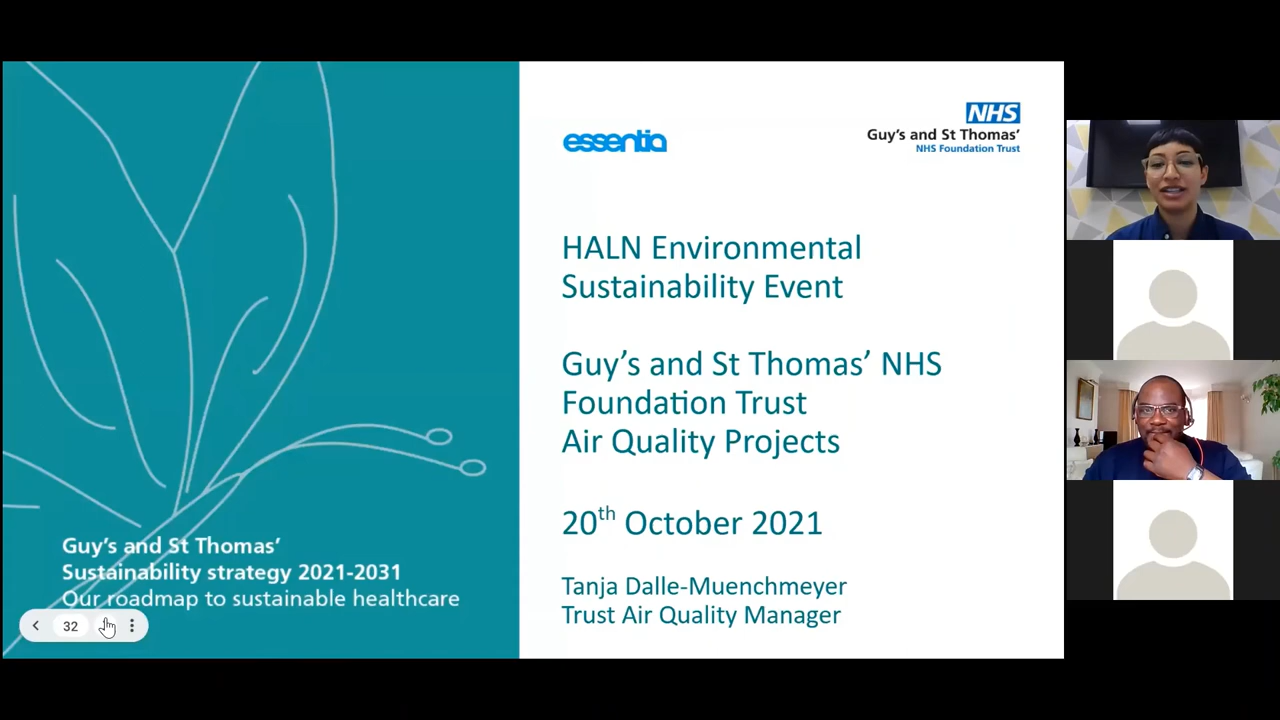 Guy's and St Thomas'
Sustainability strategy 2021-2031
Our roadmap to sustainable healthcare
32
essentia
NHS
Guy's and St Thomas'
NHS Foundation Trust
HALN Environmental
Sustainability Event
Guy's and St Thomas' NHS
Foundation Trust
Air Quality Projects
20th October 2021
Tanja Dalle-Muenchmeyer
Trust Air Quality Manager